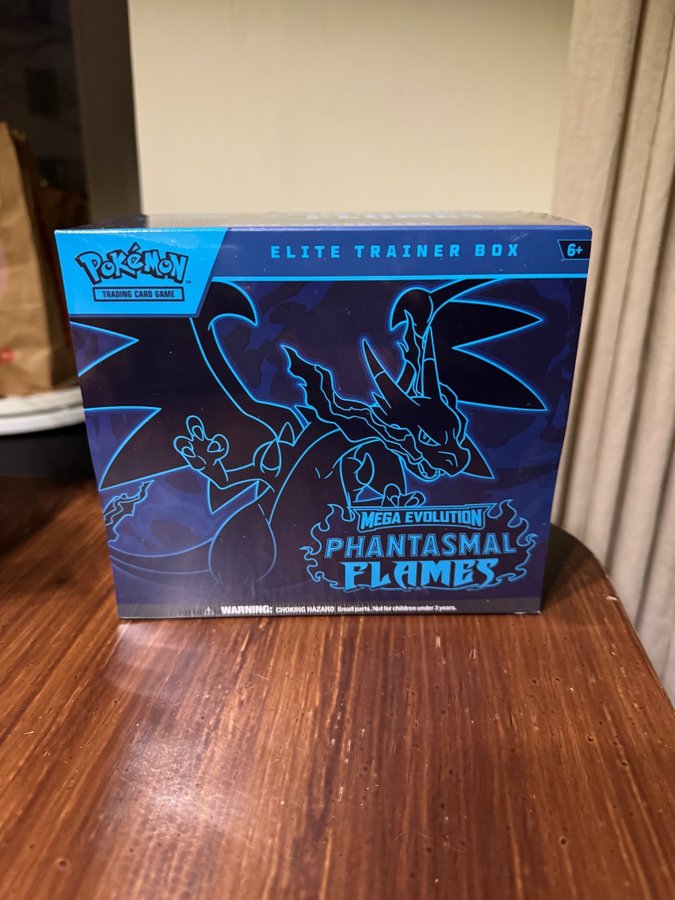 FLAMES
Pokémon
TRADING CARD GAME
ELITE TRAINER BOX
6+
MEGA EVOLUTION
PHANTASMAL
FLAMES
WARNING: CHOKING HAZARD Small parts. Not for children under 3 years.